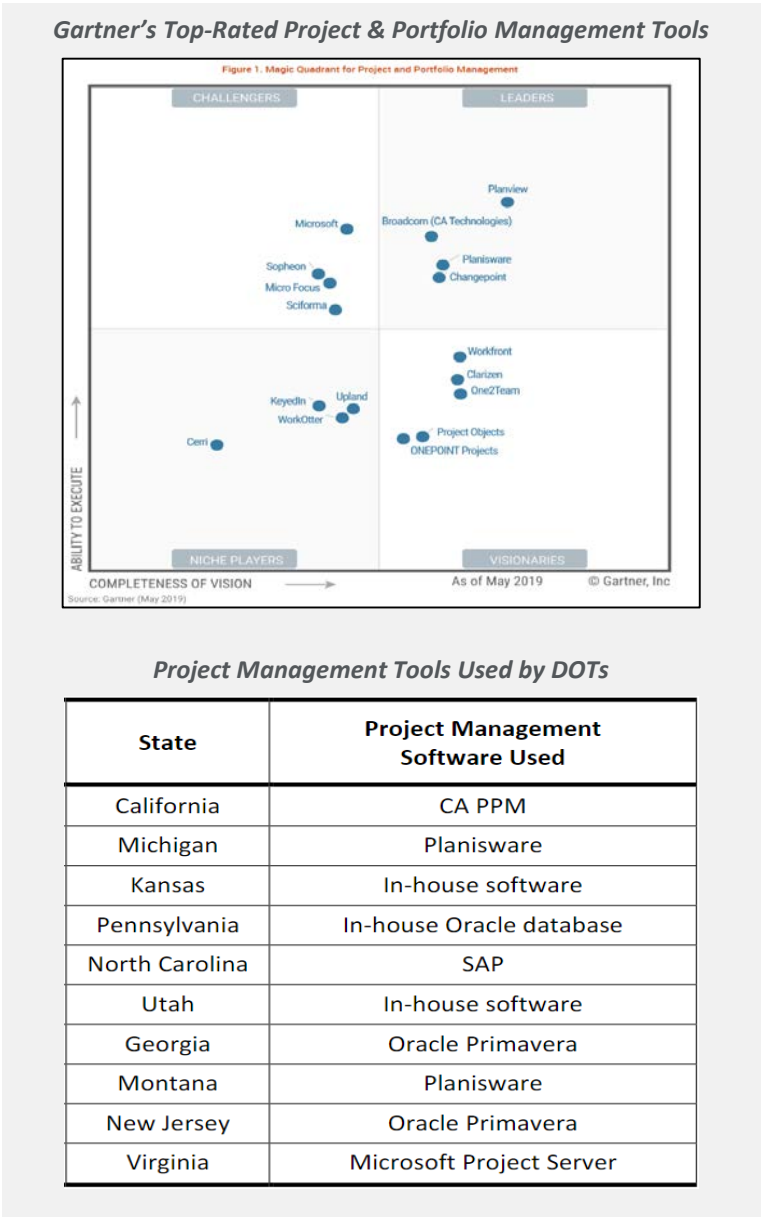 Gartner’s Top-Rated Project & Portfolio Management Tools
Figure 1. Magic Quadrant for Project and Portfolio Management
CHALLENGERS
LEADERS
Planview
Microsoft
Broadcom (CA Technologies)
Planisware
Sopheon
Changepoint
Micro Focus
Sciforma
Workfront
Clarizen
One2Team
KeyedIn
Upland
WorkOtter
Project Objects
Cerri
ONEPOINT Projects
ABILITY TO EXECUTE
NICHE PLAYERS
VISIONARIES
COMPLETENESS OF VISION
As of May 2019
© Gartner, Inc
Source: Gartner (May 2019)
Project Management Tools Used by DOTs
State
Project Management
Software Used
California CA PPM
Michigan Planisware
Kansas In-house software
Pennsylvania In-house Oracle database
North Carolina SAP
Utah In-house software
Georgia Oracle Primavera
Montana Planisware
New Jersey Oracle Primavera
Virginia Microsoft Project Server